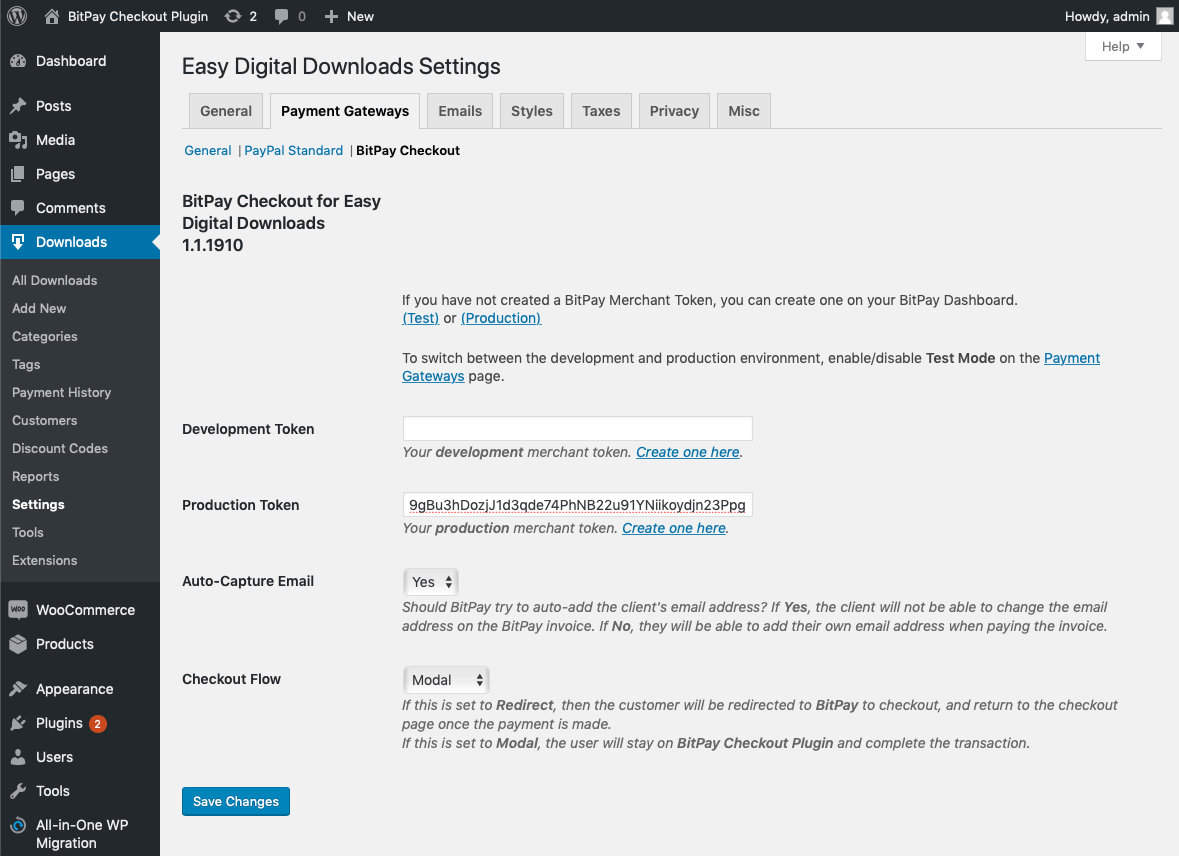 BitPay Checkout Plugin 2 0 + New Howdy, admin
Help ▼
Dashboard
Posts
Media
Pages
Comments
Downloads
All Downloads
Add New
Categories
Tags
Payment History
Customers
Discount Codes
Reports
Settings
Tools
Extensions
WooCommerce
Products
Appearance
Plugins 2
Users
Tools
All-in-One WP
Migration
Easy Digital Downloads Settings
General Payment Gateways Emails Styles Taxes Privacy Misc
General | PayPal Standard | BitPay Checkout
BitPay Checkout for Easy
Digital Downloads
1.1.1910
If you have not created a BitPay Merchant Token, you can create one on your BitPay Dashboard.
(Test) or (Production)
To switch between the development and production environment, enable/disable Test Mode on the Payment
Gateways page.
Development Token
Your development merchant token. Create one here.
Production Token 9gBu3hDozjJ1d3qde74PhNB22u91YNiikoydjn23Ppg
Your production merchant token. Create one here.
Auto-Capture Email Yes
Should BitPay try to auto-add the client's email address? If Yes, the client will not be able to change the email
address on the BitPay invoice. If No, they will be able to add their own email address when paying the invoice.
Checkout Flow Modal
If this is set to Redirect, then the customer will be redirected to BitPay to checkout, and return to the checkout
page once the payment is made.
If this is set to Modal, the user will stay on BitPay Checkout Plugin and complete the transaction.
Save Changes